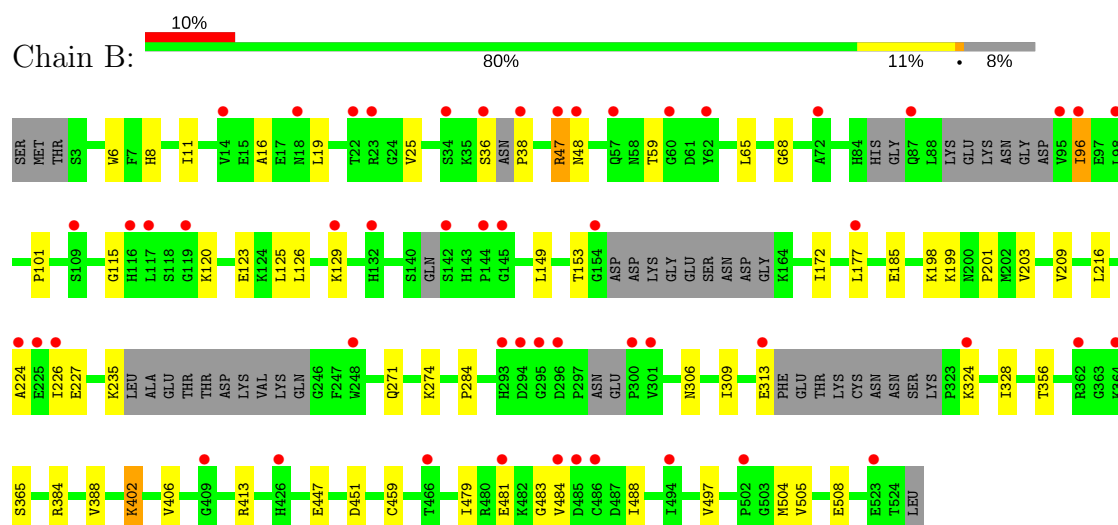 10%
Chain B:
80% 11% • 8%
SER MET THR S3 W6 F7 H8 I11 V14 E15 A16 E17 N18 L19 T22 R23 G24 V25 S34 K35 S36 ASN P38 R47 N48 Q57 N58 T59 G60 D61 Y62 L65 G68 A72 H84 HIS GLY Q87 L88 LYS GLU LYS ASN GLY ASP V95 I96 E97 L98
P101 S109 G115 H116 L117 S118 G119 K120 E123 K124 L125 L126 K129 H132 S140 GLN S142 H143 P144 G145 L149 T153 G154 ASP ASP LYS GLY GLU SER ASN ASP GLY K164 I172 L177 E185 K198 K199 N200 P201 M202 V203 V209 L216
A224 E225 I226 E227 K235 LEU ALA GLU THR THR ASP LYS VAL LYS GLN G246 F247 W248 Q271 K274 P284 H293 D294 G295 D296 P297 ASN GLU P300 V301 N306 I309 E313 PHE GLU THR LYS CYS ASN ASN SER LYS P323 K324 I328 T356 R362 G363 K364
S365 R384 V388 K402 V406 G409 R413 H426 E447 D451 C459 T466 I479 R480 E481 K482 G483 V484 D485 C486 D487 I488 I494 V497 P502 G503 M504 V505 E508 E523 T524 LEU